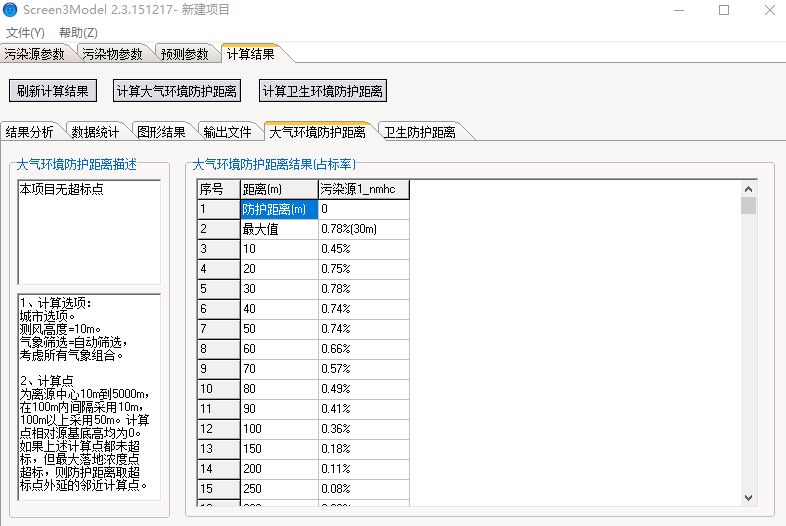 Screen3Model 2.3.151217- 新建项目
文件(Y) 帮助(Z)
污染源参数 污染物参数 预测参数 计算结果
刷新计算结果 计算大气环境防护距离 计算卫生环境防护距离
结果分析 数据统计 图形结果 输出文件 大气环境防护距离 卫生防护距离
大气环境防护距离描述
本项目无超标点
1、计算选项：
城市选项。
测风高度=10m。
气象筛选=自动筛选，
考虑所有气象组合。
2、计算点
为离源中心10m到5000m，
在100m内间隔采用10m，
100m以上采用50m。计算
点相对源基底高均为0。
如果上述计算点都未超
标，但最大落地浓度点
超标，则防护距离取超
标点外延的邻近计算点。
大气环境防护距离结果(占标率)
序号 距离(m) 污染源1_nmhc
1 防护距离(m) 0
2 最大值 0.78%(30m)
3 10 0.45%
4 20 0.75%
5 30 0.78%
6 40 0.74%
7 50 0.74%
8 60 0.66%
9 70 0.57%
10 80 0.49%
11 90 0.41%
12 100 0.36%
13 150 0.18%
14 200 0.11%
15 250 0.08%